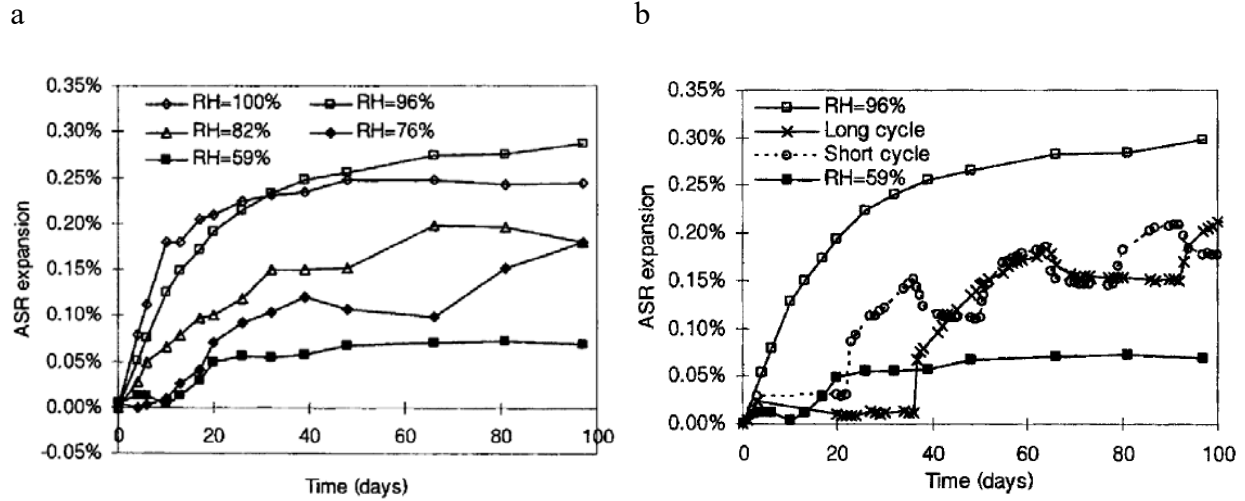 a
b
0.35%
0.30%
0.25%
0.20%
0.15%
0.10%
0.05%
0.00%
-0.05%
ASR expansion
RH=100%
RH=96%
RH=82%
RH=76%
RH=59%
0
20
40
60
80
100
Time (days)
0.35%
0.30%
0.25%
0.20%
0.15%
0.10%
0.05%
0.00%
ASR expansion
RH=96%
Long cycle
Short cycle
RH=59%
0
20
40
60
80
100
Time (days)